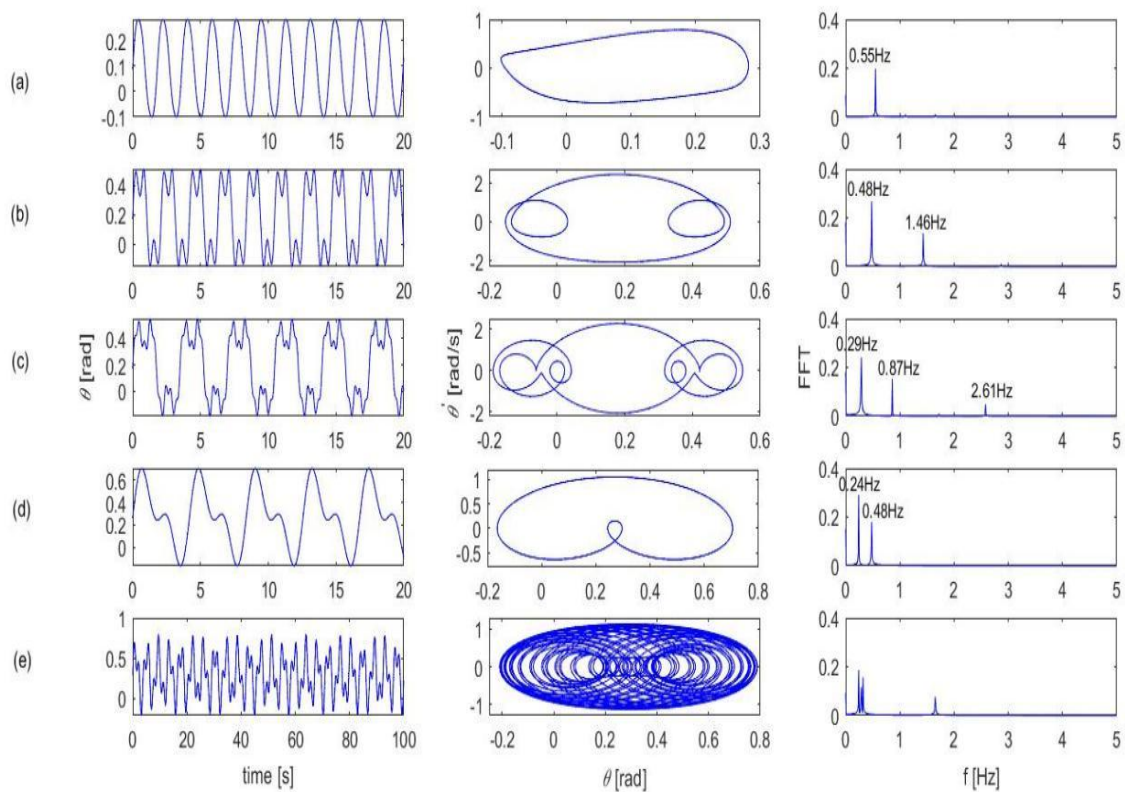 (a)
0.2
0.1
0
-0.1
0 5 10 15 20
1
0
-1
-0.1 0 0.1 0.2 0.3
0.4
0.2
0
0.55Hz
0 1 2 3 4 5
(b)
0.4
0.2
0
0 5 10 15 20
2
0
-2
-0.2 0 0.2 0.4 0.6
0.4
0.2
0
0.48Hz
1.46Hz
0 1 2 3 4 5
(c)
θ [rad]
0.4
0.2
0
0 5 10 15 20
θ̇ [rad/s]
2
0
-2
-0.2 0 0.2 0.4 0.6
FFT
0.4
0.2
0
0.29Hz
0.87Hz
2.61Hz
0 1 2 3 4 5
(d)
0.6
0.4
0.2
0
0 5 10 15 20
1
0.5
0
-0.5
-0.2 0 0.2 0.4 0.6 0.8
0.4
0.2
0
0.24Hz
0.48Hz
0 1 2 3 4 5
(e)
1
0.5
0
0 20 40 60 80 100
time [s]
1
0
-1
-0.2 0 0.2 0.4 0.6 0.8
θ [rad]
0.4
0.2
0
0 1 2 3 4 5
f [Hz]